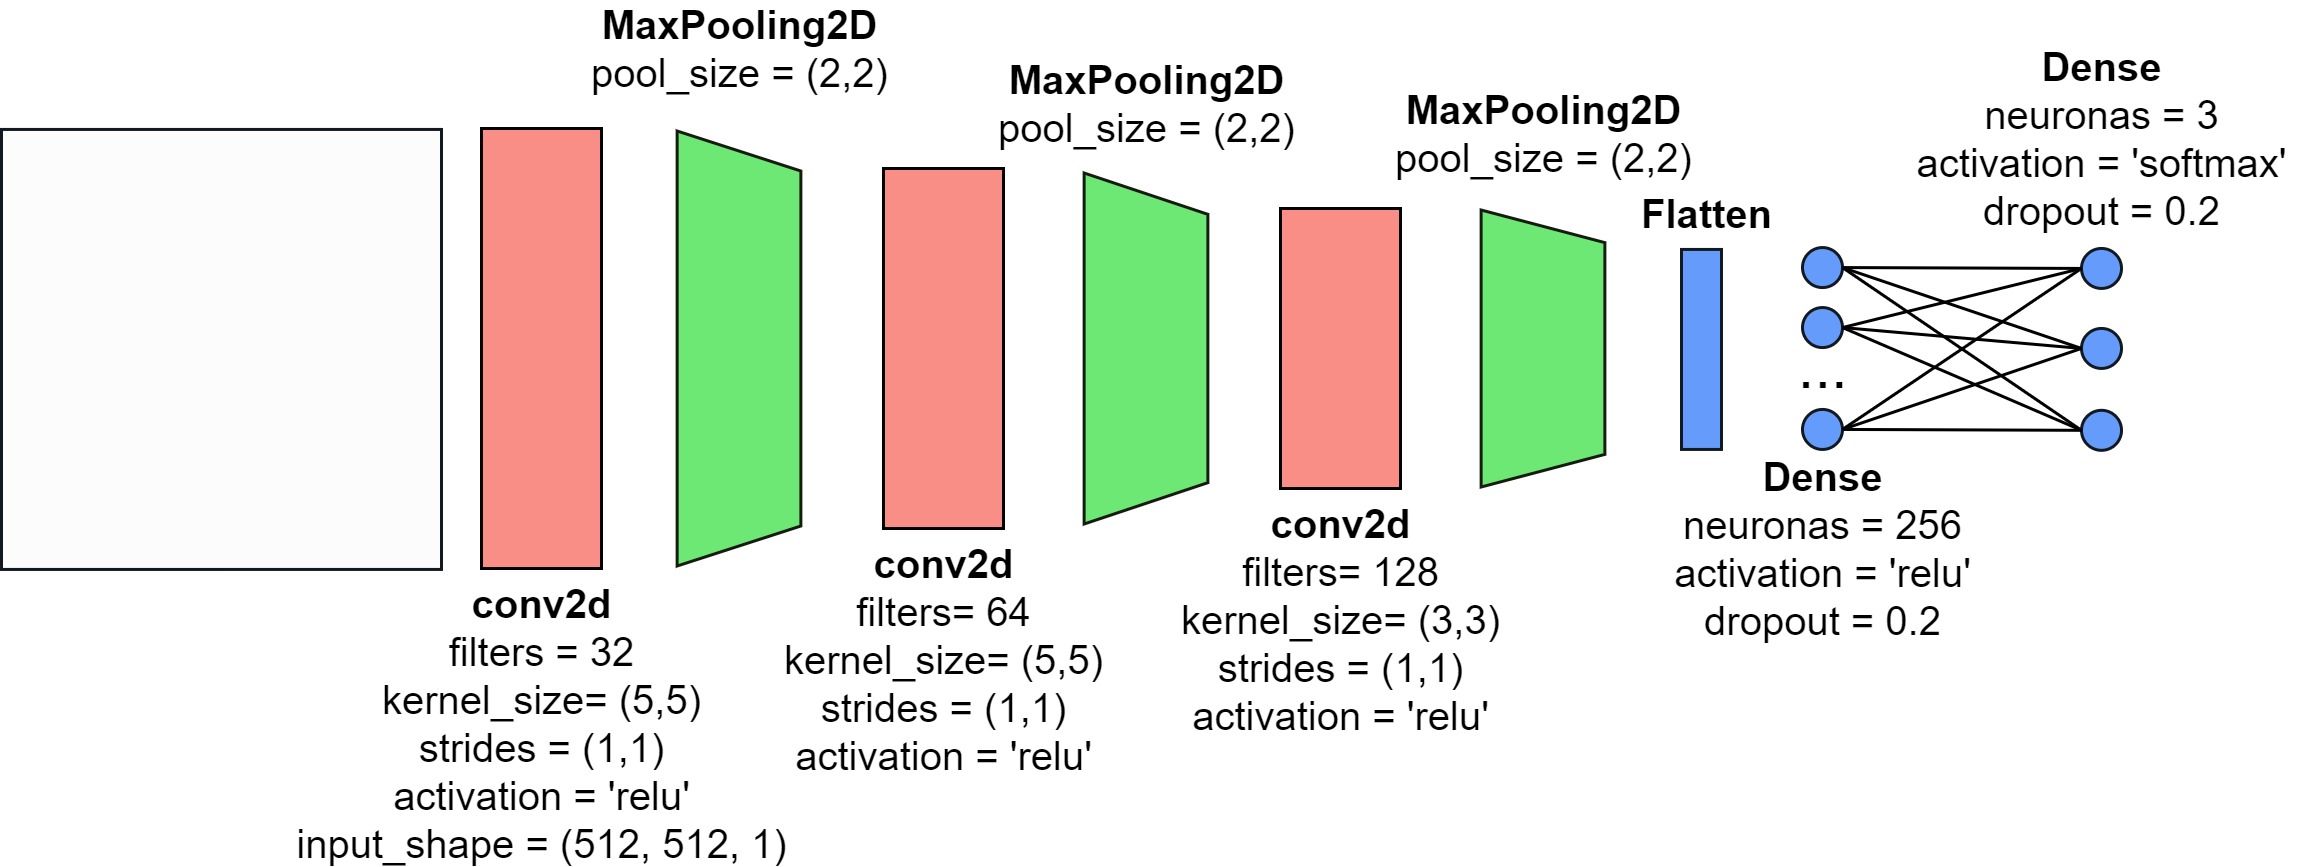 MaxPooling2D
pool_size = (2,2)
MaxPooling2D
pool_size = (2,2)
MaxPooling2D
pool_size = (2,2)
Dense
neuronas = 3
activation = 'softmax'
dropout = 0.2
Flatten
...
conv2d
filters = 32
kernel_size= (5,5)
strides = (1,1)
activation = 'relu'
input_shape = (512, 512, 1)
conv2d
filters= 64
kernel_size= (5,5)
strides = (1,1)
activation = 'relu'
conv2d
filters= 128
kernel_size= (3,3)
strides = (1,1)
activation = 'relu'
Dense
neuronas = 256
activation = 'relu'
dropout = 0.2